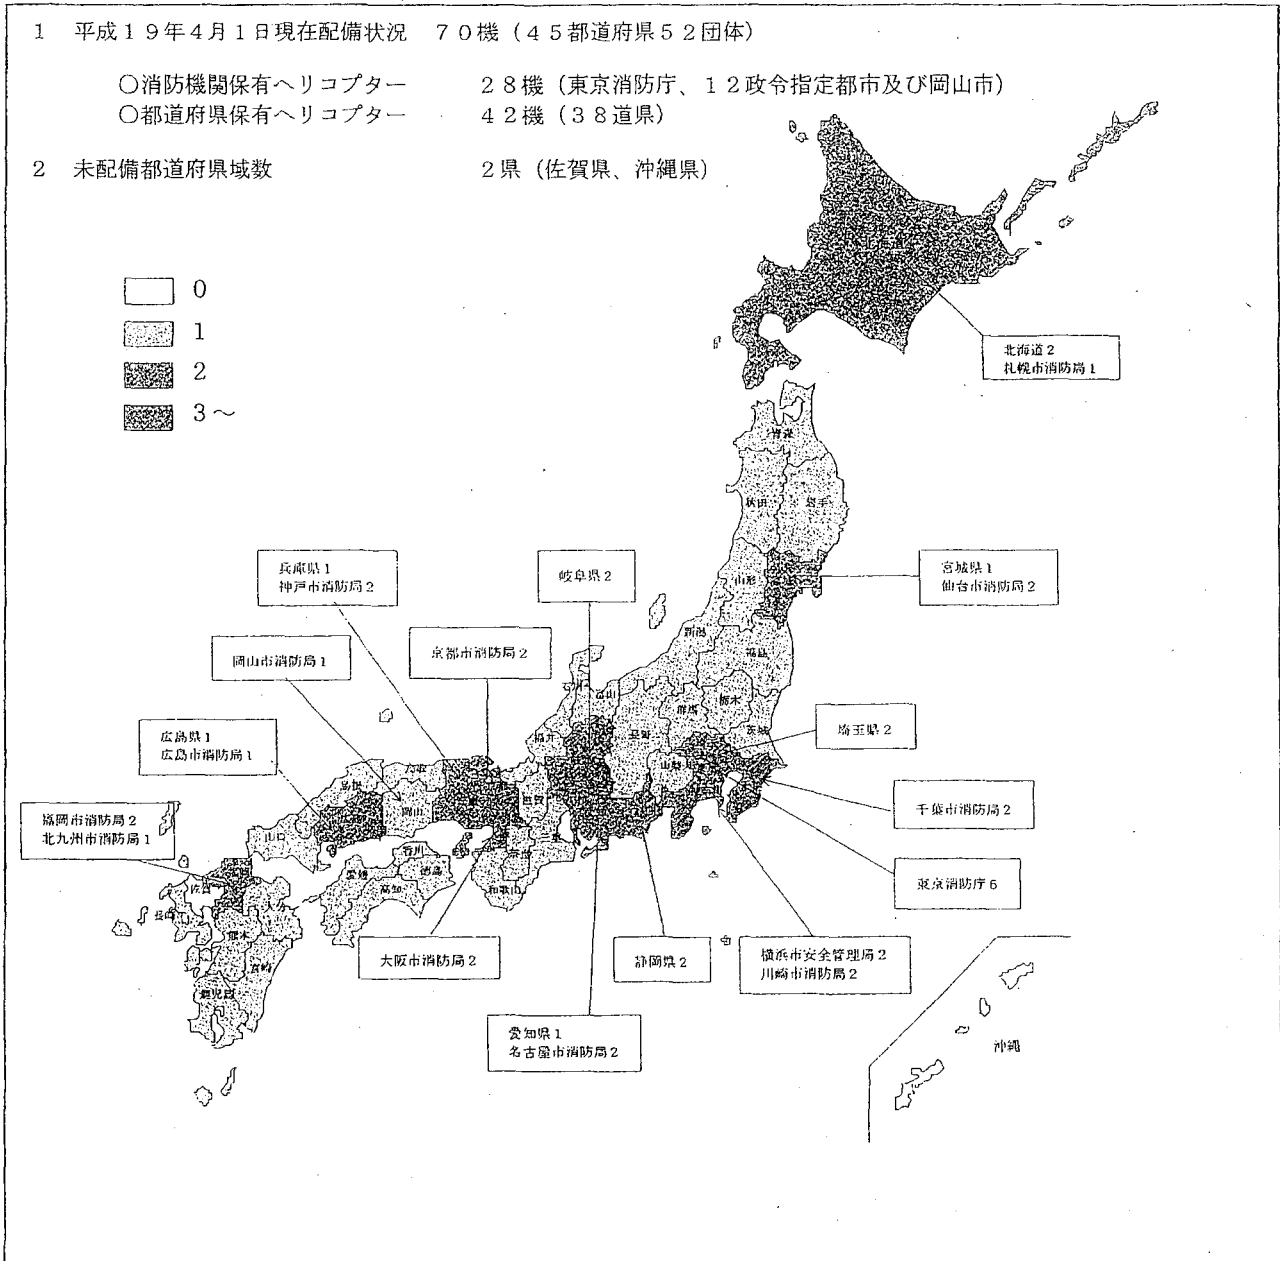 1 平成19年4月1日現在配備状況 70機(45都道府県52団体)
○消防機関保有ヘリコプター 28機(東京消防庁、12政令指定都市及び岡山市)
○都道府県保有ヘリコプター 42機(38道県)
2 未配備都道府県域数 2県(佐賀県、沖縄県)
0
1
2
3~
北海道
北海道2
札幌市消防局1
青森
秋田
岩手
兵庫県1
神戸市消防局2
岐阜県2
宮城県1
仙台市消防局2
山形
新潟
福島
岡山市消防局1
京都市消防局2
石川
富山
群馬
栃木
茨城
埼玉県2
福井
長野
山梨
広島県1
広島市消防局1
鳥取
島根
岡山
滋賀
千葉市消防局2
福岡市消防局2
北九州市消防局1
山口
香川
徳島
愛媛
高知
奈良
三重
和歌山
東京消防庁6
佐賀
長崎
大分
熊本
宮崎
鹿児島
大阪市消防局2
静岡県2
横浜市安全管理局2
川崎市消防局2
愛知県1
名古屋市消防局2
沖縄